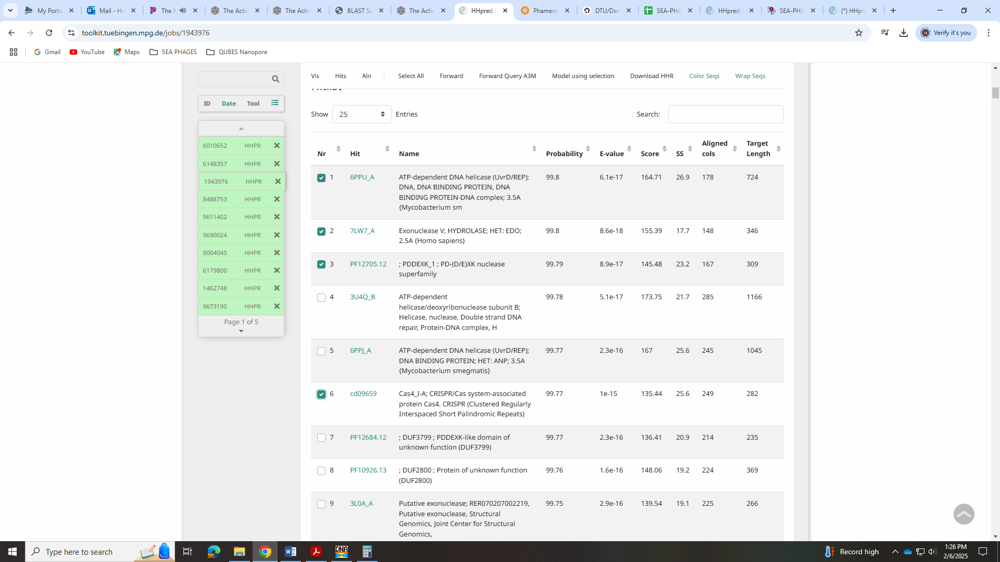 My Porta
Mail - Ho
The M
The Actin
The Actin
BLAST Se
The Actin
HHpred |
Phamera
DTU/Dee
SEA-PHA
HHpred |
SEA-PHA
(*) HHpre
toolkit.tuebingen.mpg.de/jobs/1943976
Verify it's you
Gmail
YouTube
Maps
SEA PHAGES
QUBES Nanopore
Vis Hits Aln Select All Forward Forward Query A3M Model using selection Download HHR Color Seqs Wrap Seqs
Hitlist
ID Date Tool
Show 25 Entries Search:
6010652 HHPR
6148357 HHPR
1943976 HHPR
8488753 HHPR
9611402 HHPR
9690024 HHPR
9004045 HHPR
6179800 HHPR
1462748 HHPR
9673190 HHPR
Page 1 of 5
Nr Hit Name Probability E-value Score SS Aligned cols Target Length
1 6PPU_A ATP-dependent DNA helicase (UvrD/REP); 99.8 6.1e-17 164.71 26.9 178 724
DNA, DNA BINDING PROTEIN, DNA
BINDING PROTEIN-DNA complex; 3.5A
{Mycobacterium sm
2 7LW7_A Exonuclease V; HYDROLASE; HET: EDO; 99.8 8.6e-18 155.39 17.7 148 346
2.5A {Homo sapiens}
3 PF12705.12 ; PDDEXK_1 ; PD-(D/E)XK nuclease 99.79 8.9e-17 145.48 23.2 167 309
superfamily
4 3U4Q_B ATP-dependent 99.78 5.1e-17 173.75 21.7 285 1166
helicase/deoxyribonuclease subunit B;
Helicase, nuclease, Double strand DNA
repair, Protein-DNA complex, H
5 6PPJ_A ATP-dependent DNA helicase (UvrD/REP); 99.77 2.3e-16 167 25.6 245 1045
DNA BINDING PROTEIN; HET: ANP; 3.5A
{Mycobacterium smegmatis}
6 cd09659 Cas4_I-A; CRISPR/Cas system-associated 99.77 1e-15 135.44 25.6 249 282
protein Cas4. CRISPR (Clustered Regularly
Interspaced Short Palindromic Repeats)
7 PF12684.12 ; DUF3799 ; PDDEXK-like domain of 99.77 2.3e-16 136.41 20.9 214 235
unknown function (DUF3799)
8 PF10926.13 ; DUF2800 ; Protein of unknown function 99.76 1.6e-16 148.06 19.2 224 369
(DUF2800)
9 3L0A_A Putative exonuclease; RER070207002219, 99.75 2.9e-16 139.54 19.1 225 266
Putative exonuclease, Structural
Genomics, Joint Center for Structural
Genomics,
Type here to search
DNA
Record high
1:26 PM
2/6/2025